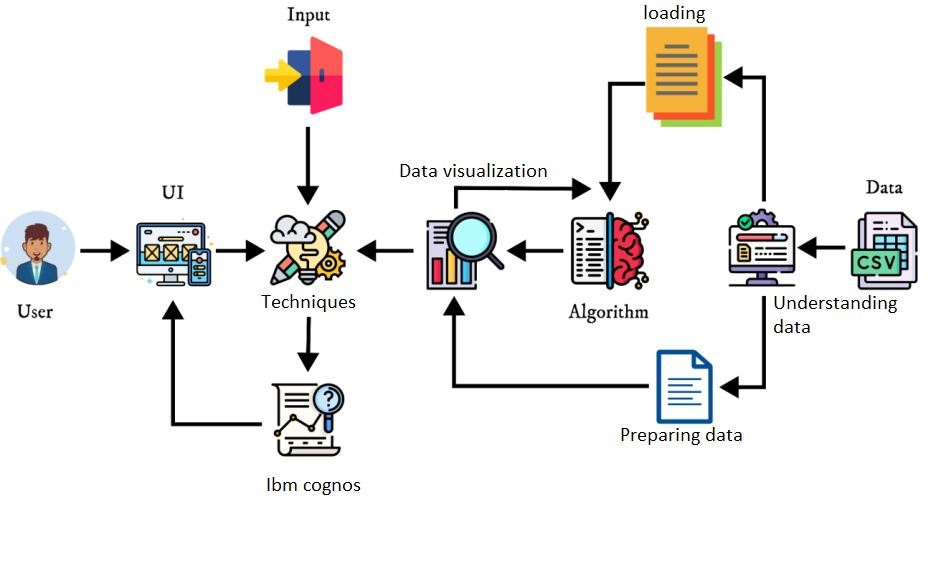 Input
loading
Data visualization
UI
Data
CSV
User
Techniques
Algorithm
Understanding
data
Preparing data
Ibm cognos